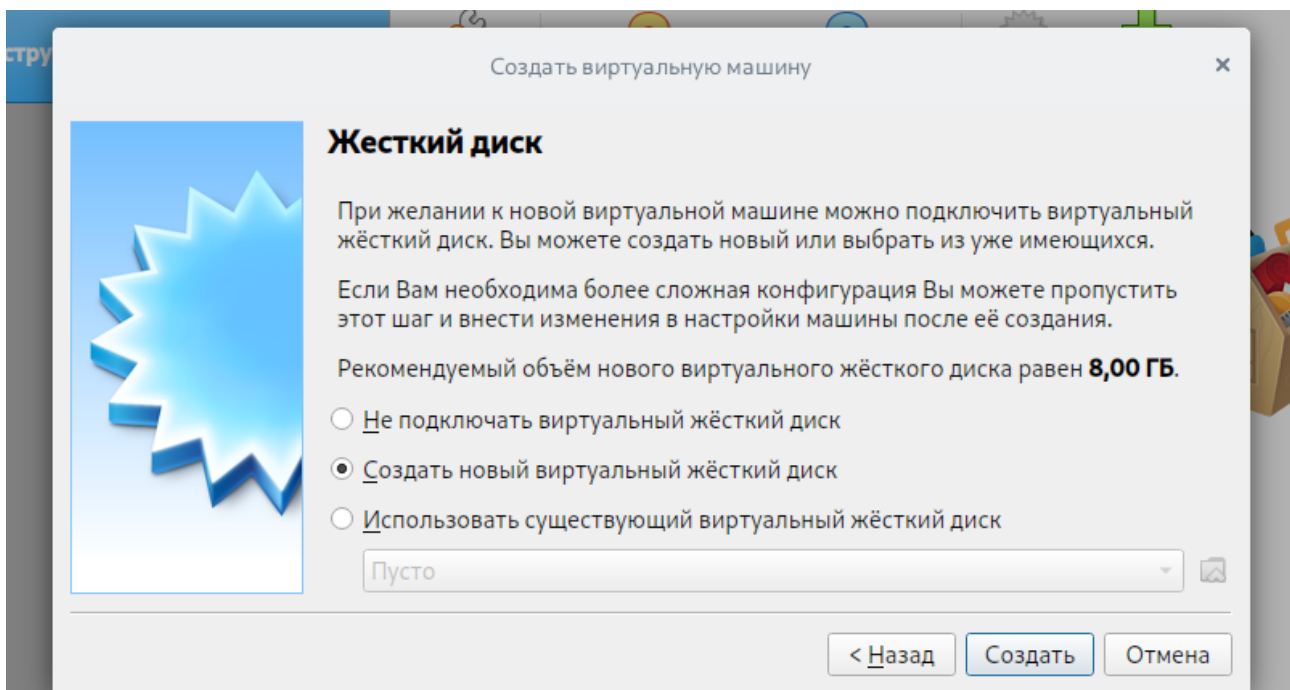 стру
Создать виртуальную машину
Жесткий диск
При желании к новой виртуальной машине можно подключить виртуальный
жёсткий диск. Вы можете создать новый или выбрать из уже имеющихся.
Если Вам необходима более сложная конфигурация Вы можете пропустить
этот шаг и внести изменения в настройки машины после её создания.
Рекомендуемый объём нового виртуального жёсткого диска равен 8,00 ГБ.
Не подключать виртуальный жёсткий диск
Создать новый виртуальный жёсткий диск
Использовать существующий виртуальный жёсткий диск
Пусто
< Назад Создать Отмена